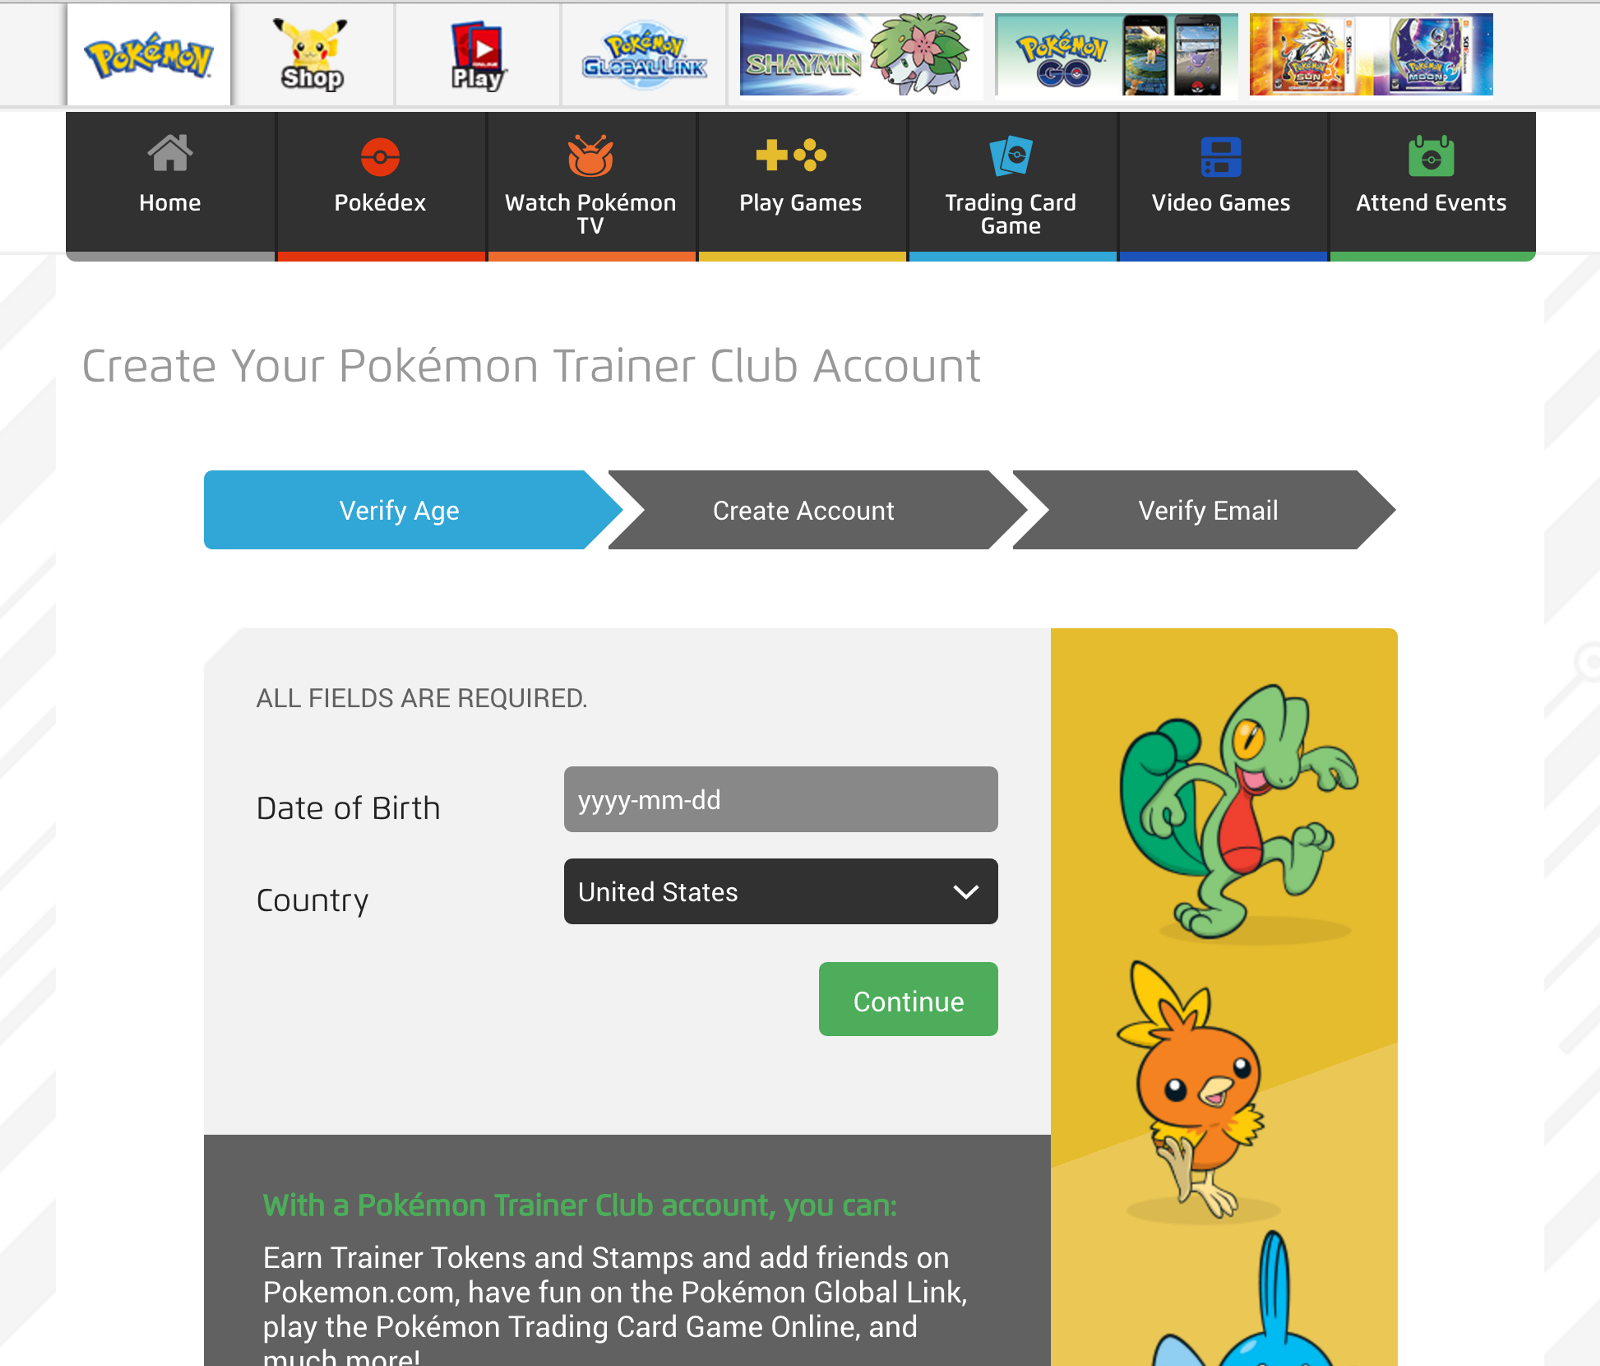 Pokémon
Shop
Play
Pokémon
GLOBAL LINK
SHAYMIN
Pokémon
GO
Pokémon
SUN
Pokémon
MOON
Home
Pokédex
Watch Pokémon
TV
Play Games
Trading Card
Game
Video Games
Attend Events
Create Your Pokémon Trainer Club Account
Verify Age
Create Account
Verify Email
ALL FIELDS ARE REQUIRED.
Date of Birth
yyyy-mm-dd
Country
United States
Continue
With a Pokémon Trainer Club account, you can:
Earn Trainer Tokens and Stamps and add friends on
Pokemon.com, have fun on the Pokémon Global Link,
play the Pokémon Trading Card Game Online, and
much more!